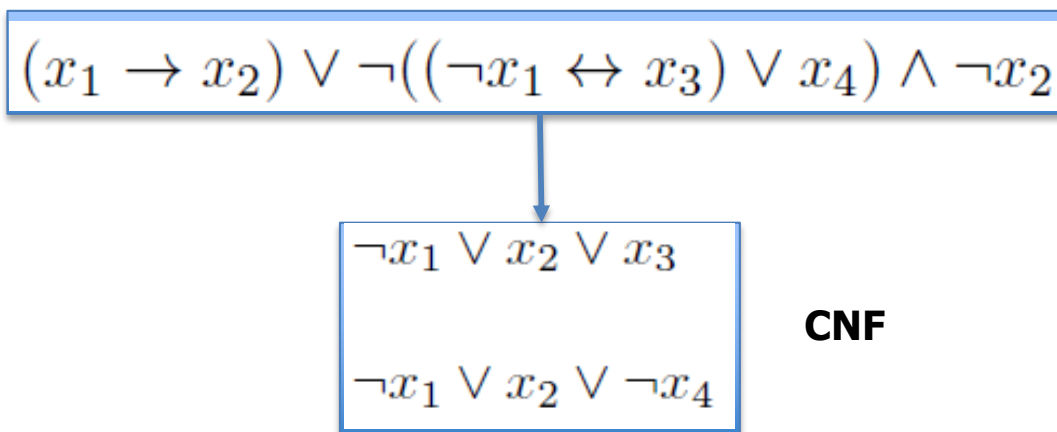 (x₁ → x₂) ∨ ¬((¬x₁ ↔ x₃) ∨ x₄) ∧ ¬x₂
¬x₁ ∨ x₂ ∨ x₃
CNF
¬x₁ ∨ x₂ ∨ ¬x₄